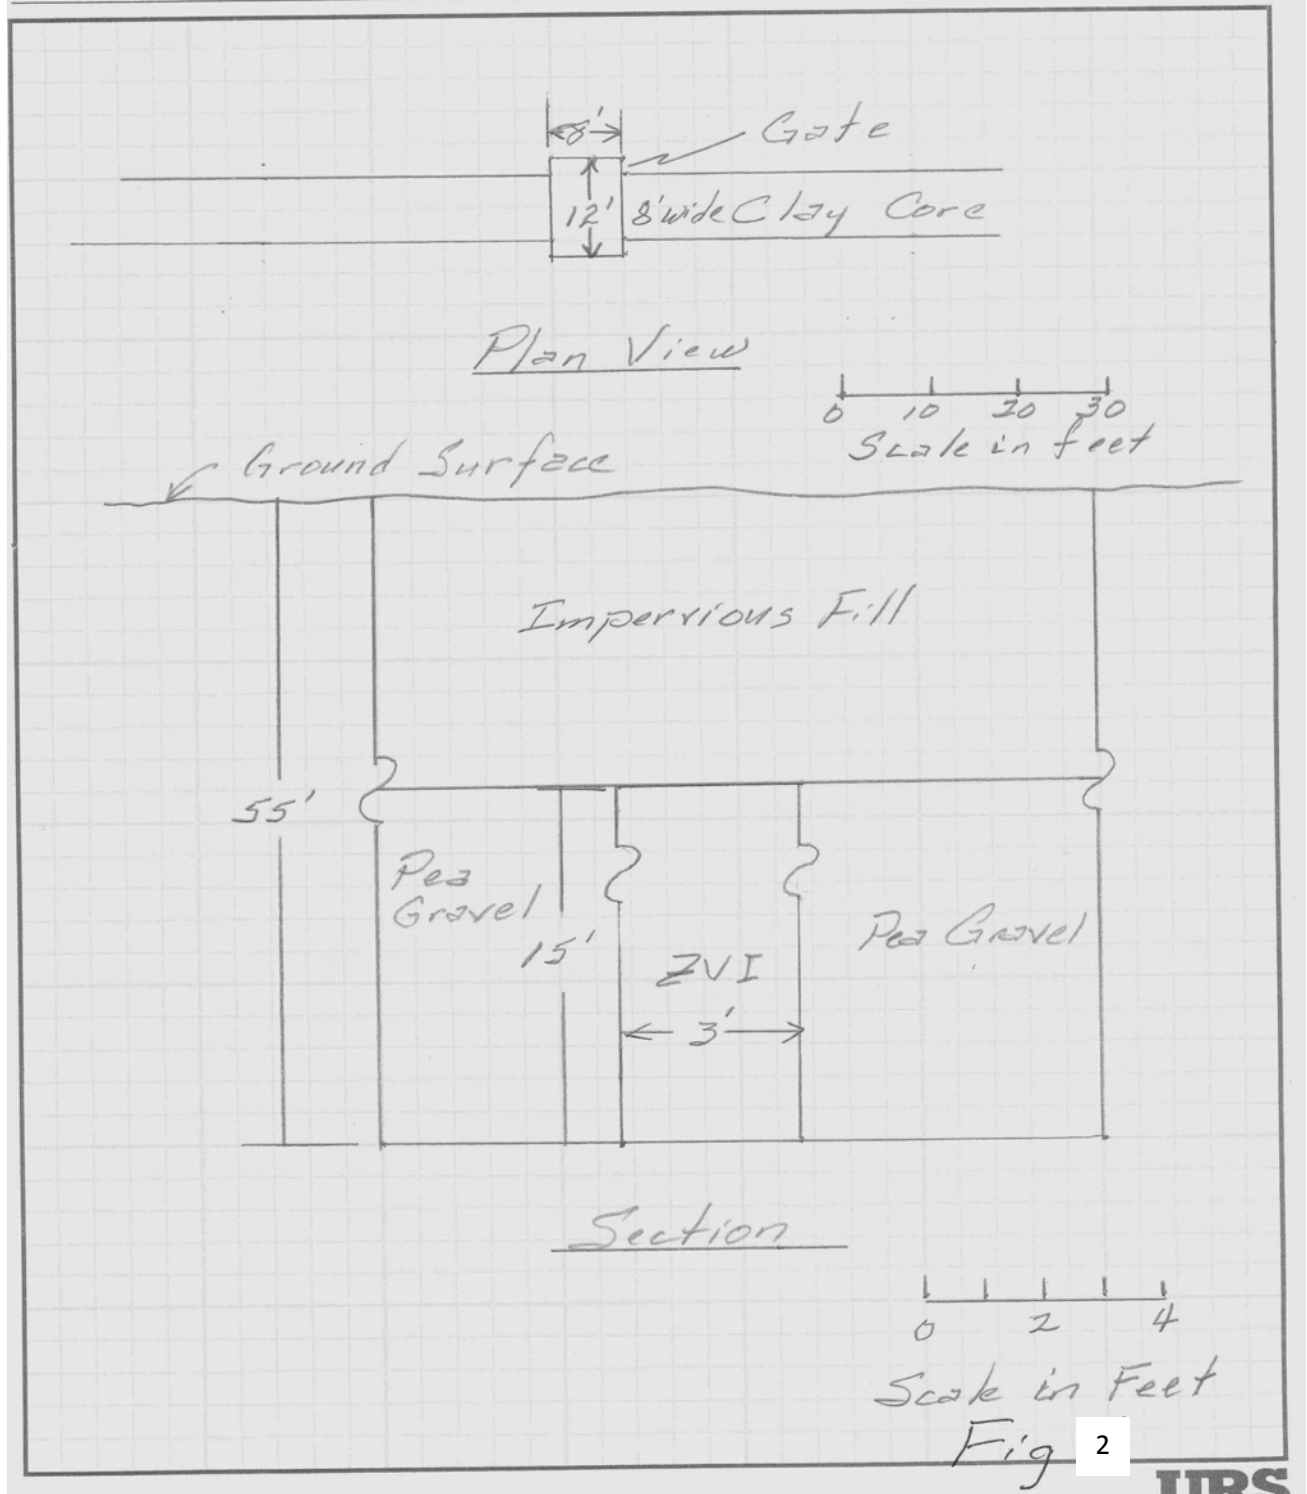 8'
Gate
12'
8' wide Clay Core
Plan View
0 10 20 30
Scale in feet
Ground Surface
Impervious Fill
55'
Pea
Gravel
15'
ZVI
Pea Gravel
3'
Section
0 2 4
Scale in Feet
Fig 2
URS